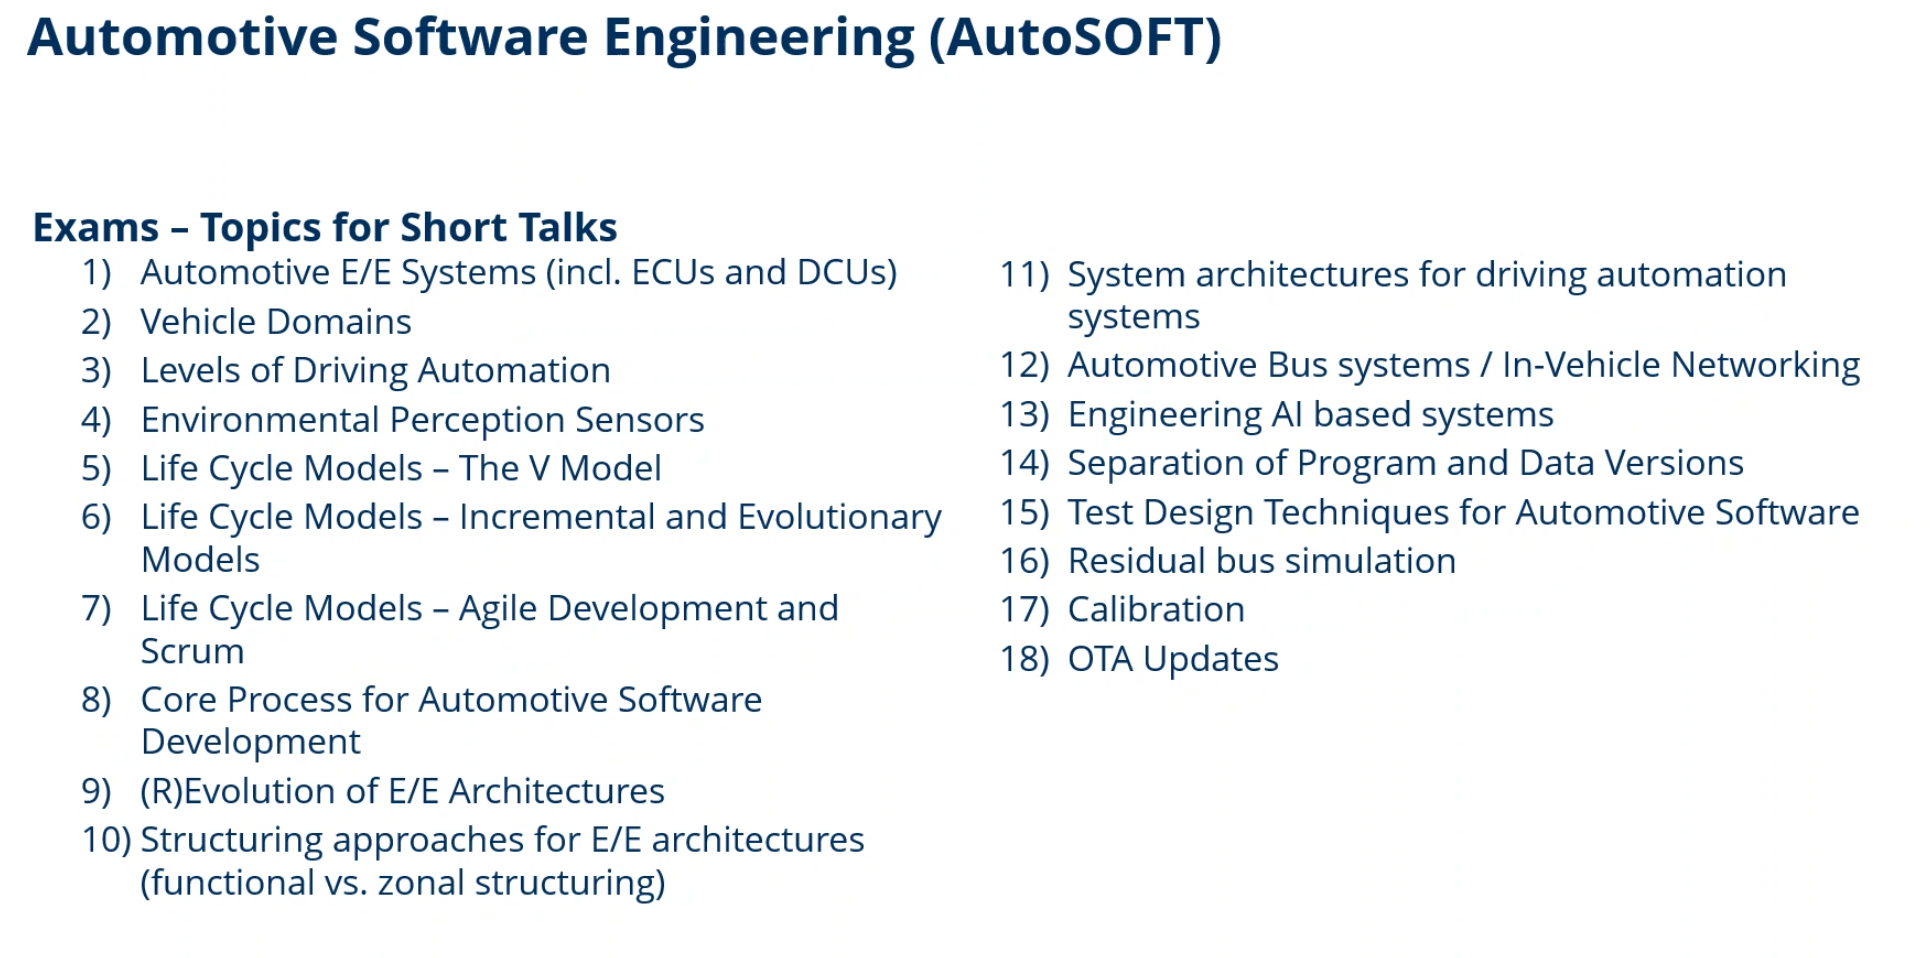 Automotive Software Engineering (AutoSOFT)
Exams – Topics for Short Talks
1) Automotive E/E Systems (incl. ECUs and DCUs)
2) Vehicle Domains
3) Levels of Driving Automation
4) Environmental Perception Sensors
5) Life Cycle Models – The V Model
6) Life Cycle Models – Incremental and Evolutionary
Models
7) Life Cycle Models – Agile Development and
Scrum
8) Core Process for Automotive Software
Development
9) (R)Evolution of E/E Architectures
10) Structuring approaches for E/E architectures
(functional vs. zonal structuring)
11) System architectures for driving automation
systems
12) Automotive Bus systems / In-Vehicle Networking
13) Engineering AI based systems
14) Separation of Program and Data Versions
15) Test Design Techniques for Automotive Software
16) Residual bus simulation
17) Calibration
18) OTA Updates